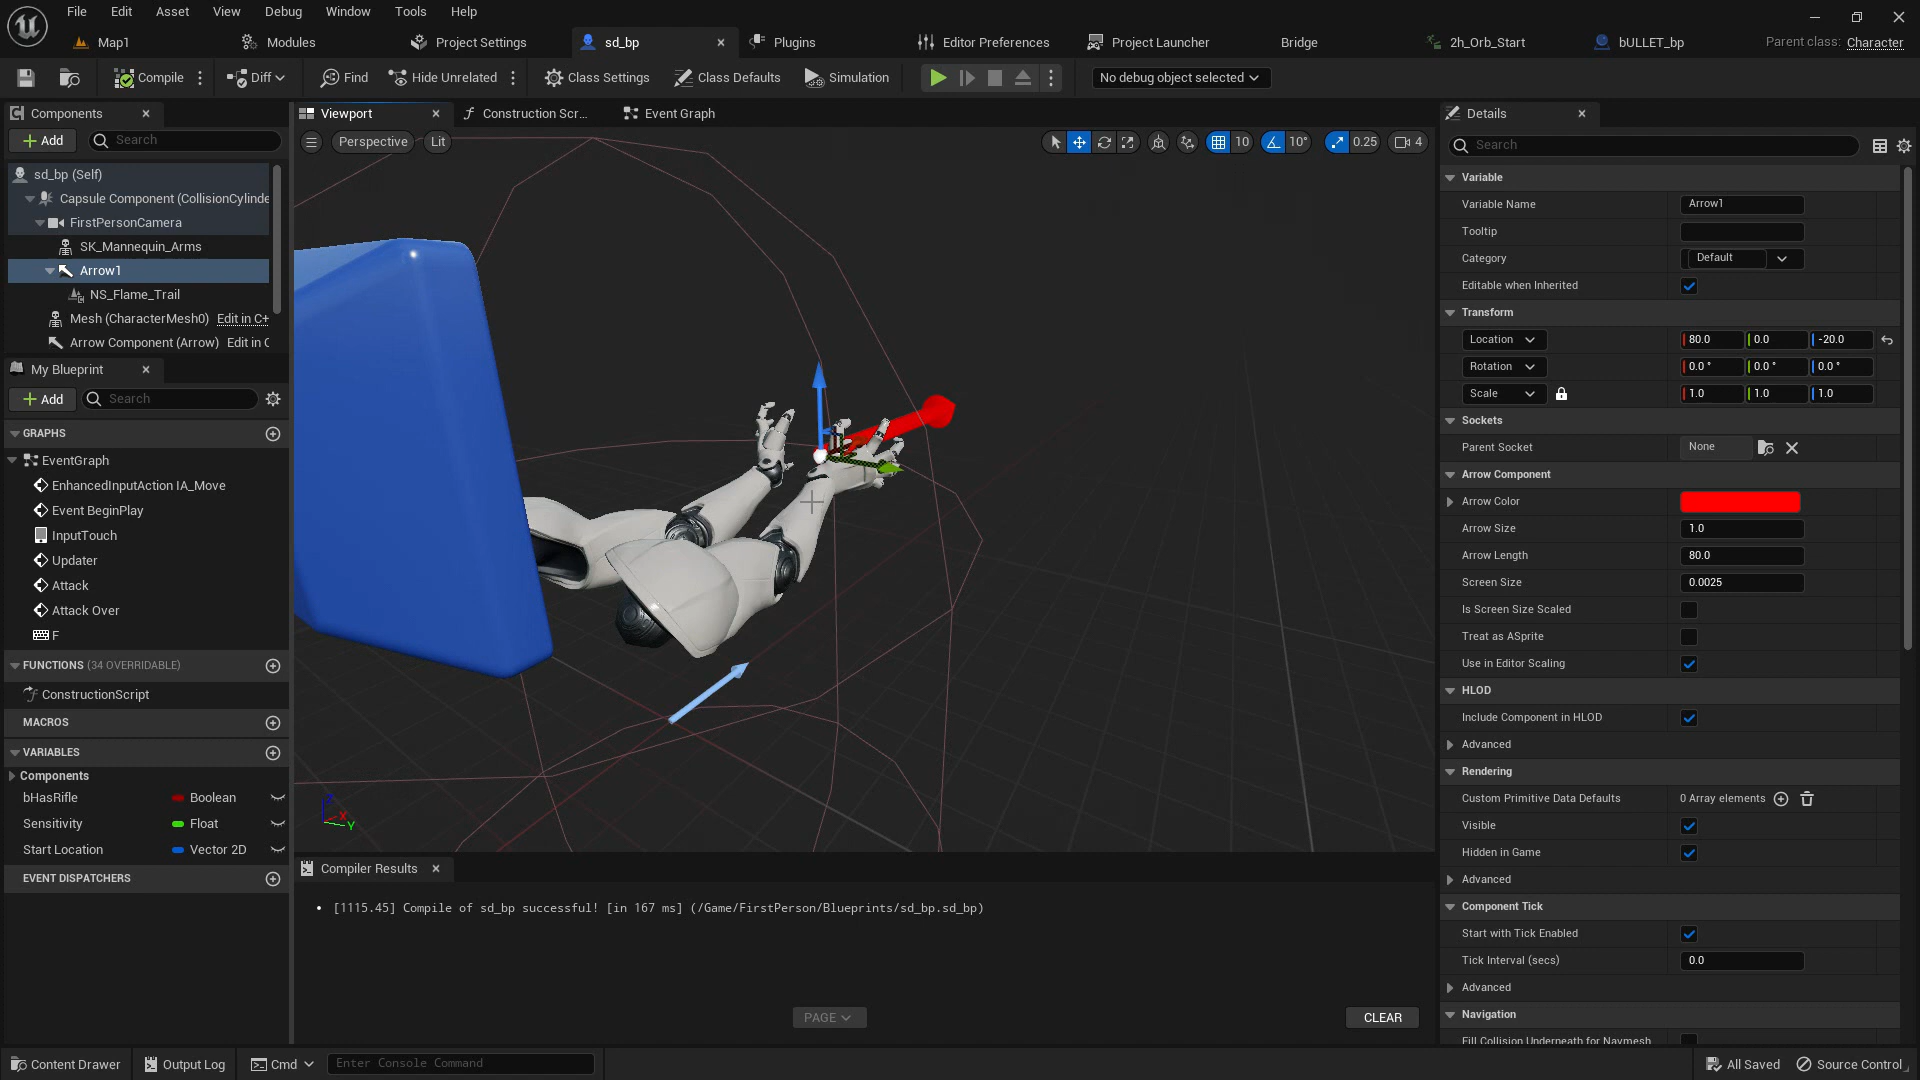 File Edit Asset View Debug Window Tools Help
Map1 Modules Project Settings sd_bp Plugins Editor Preferences Project Launcher Bridge 2h_Orb_Start bULLET_bp Parent class: Character
Compile Diff Find Hide Unrelated Class Settings Class Defaults Simulation No debug object selected
Components
Add Search
sd_bp (Self)
Capsule Component (CollisionCylinde
FirstPersonCamera
SK_Mannequin_Arms
Arrow1
NS_Flame_Trail
Mesh (CharacterMesh0) Edit in C+
Arrow Component (Arrow) Edit in C
My Blueprint
Add Search
GRAPHS
EventGraph
EnhancedInputAction IA_Move
Event BeginPlay
InputTouch
Updater
Attack
Attack Over
F
FUNCTIONS (34 OVERRIDABLE)
ConstructionScript
MACROS
VARIABLES
Components
bHasRifle Boolean
Sensitivity Float
Start Location Vector 2D
EVENT DISPATCHERS
Viewport Construction Scr... Event Graph
Perspective Lit 10 10° 0.25 4
Z X Y
Compiler Results
• [1115.45] Compile of sd_bp successful! [in 167 ms] (/Game/FirstPerson/Blueprints/sd_bp.sd_bp)
PAGE CLEAR
Details
Search
Variable
Variable Name Arrow1
Tooltip
Category Default
Editable when Inherited
Transform
Location 80.0 0.0 -20.0
Rotation 0.0 ° 0.0 ° 0.0 °
Scale 1.0 1.0 1.0
Sockets
Parent Socket None
Arrow Component
Arrow Color
Arrow Size 1.0
Arrow Length 80.0
Screen Size 0.0025
Is Screen Size Scaled
Treat as ASprite
Use in Editor Scaling
HLOD
Include Component in HLOD
Advanced
Rendering
Custom Primitive Data Defaults 0 Array elements
Visible
Hidden in Game
Advanced
Component Tick
Start with Tick Enabled
Tick Interval (secs) 0.0
Advanced
Navigation
Fill Collision Underneath for Navmesh
Content Drawer Output Log Cmd Enter Console Command All Saved Source Control